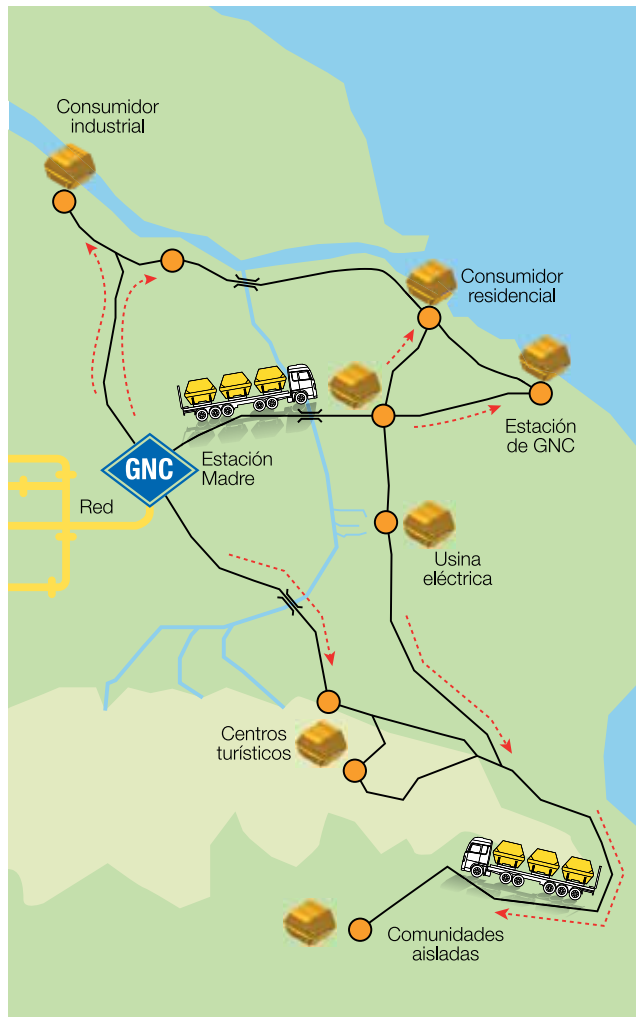 Consumidor
industrial
Consumidor
residencial
Estación
de GNC
GNC
Estación
Madre
Red
Usina
eléctrica
Centros
turísticos
Comunidades
aisladas